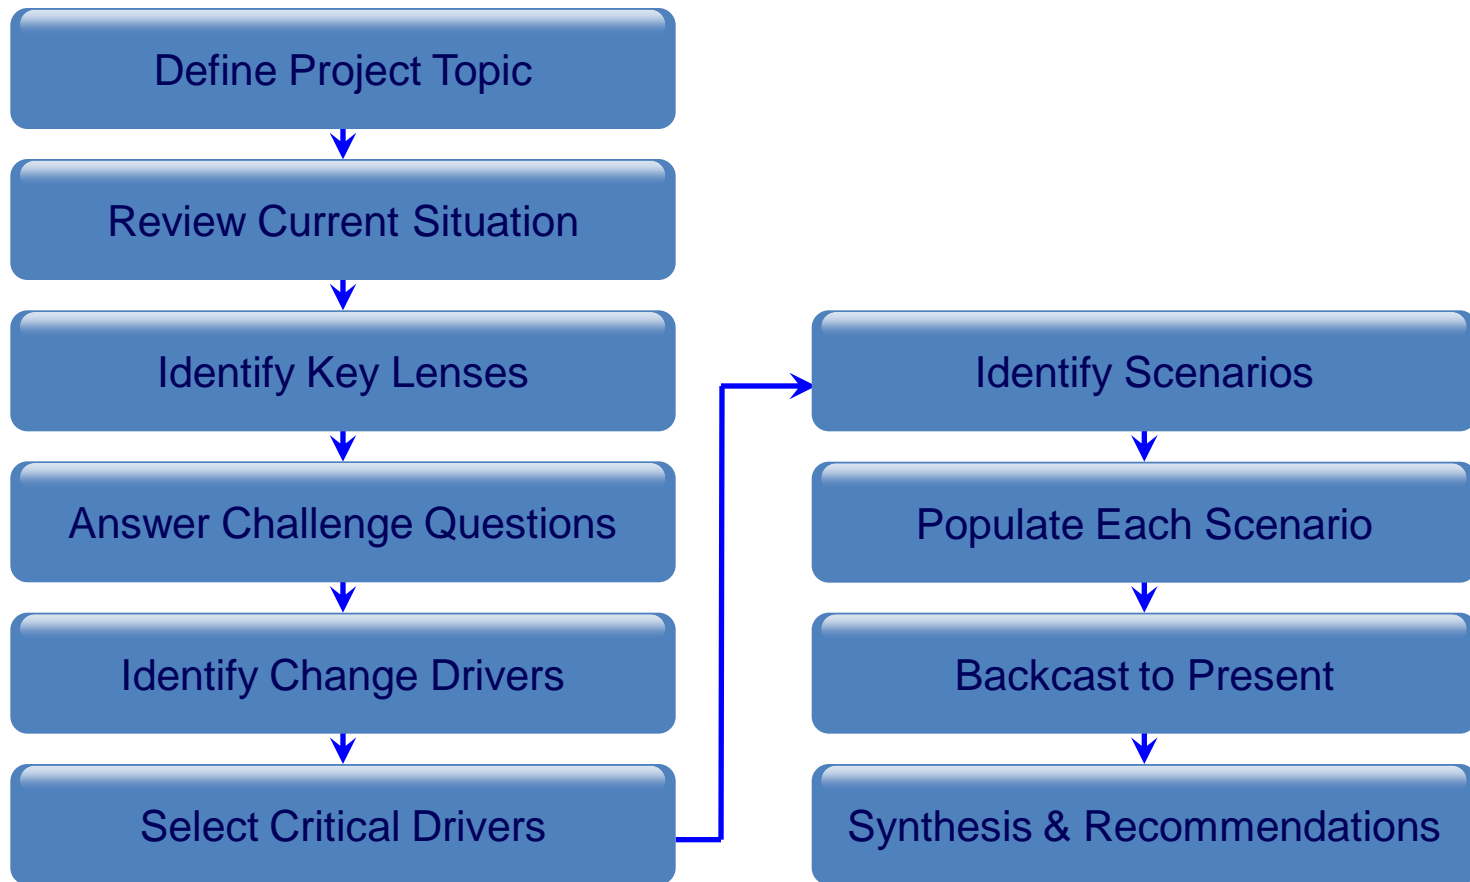 Define Project Topic
Review Current Situation
Identify Key Lenses
Answer Challenge Questions
Identify Change Drivers
Select Critical Drivers
Identify Scenarios
Populate Each Scenario
Backcast to Present
Synthesis & Recommendations